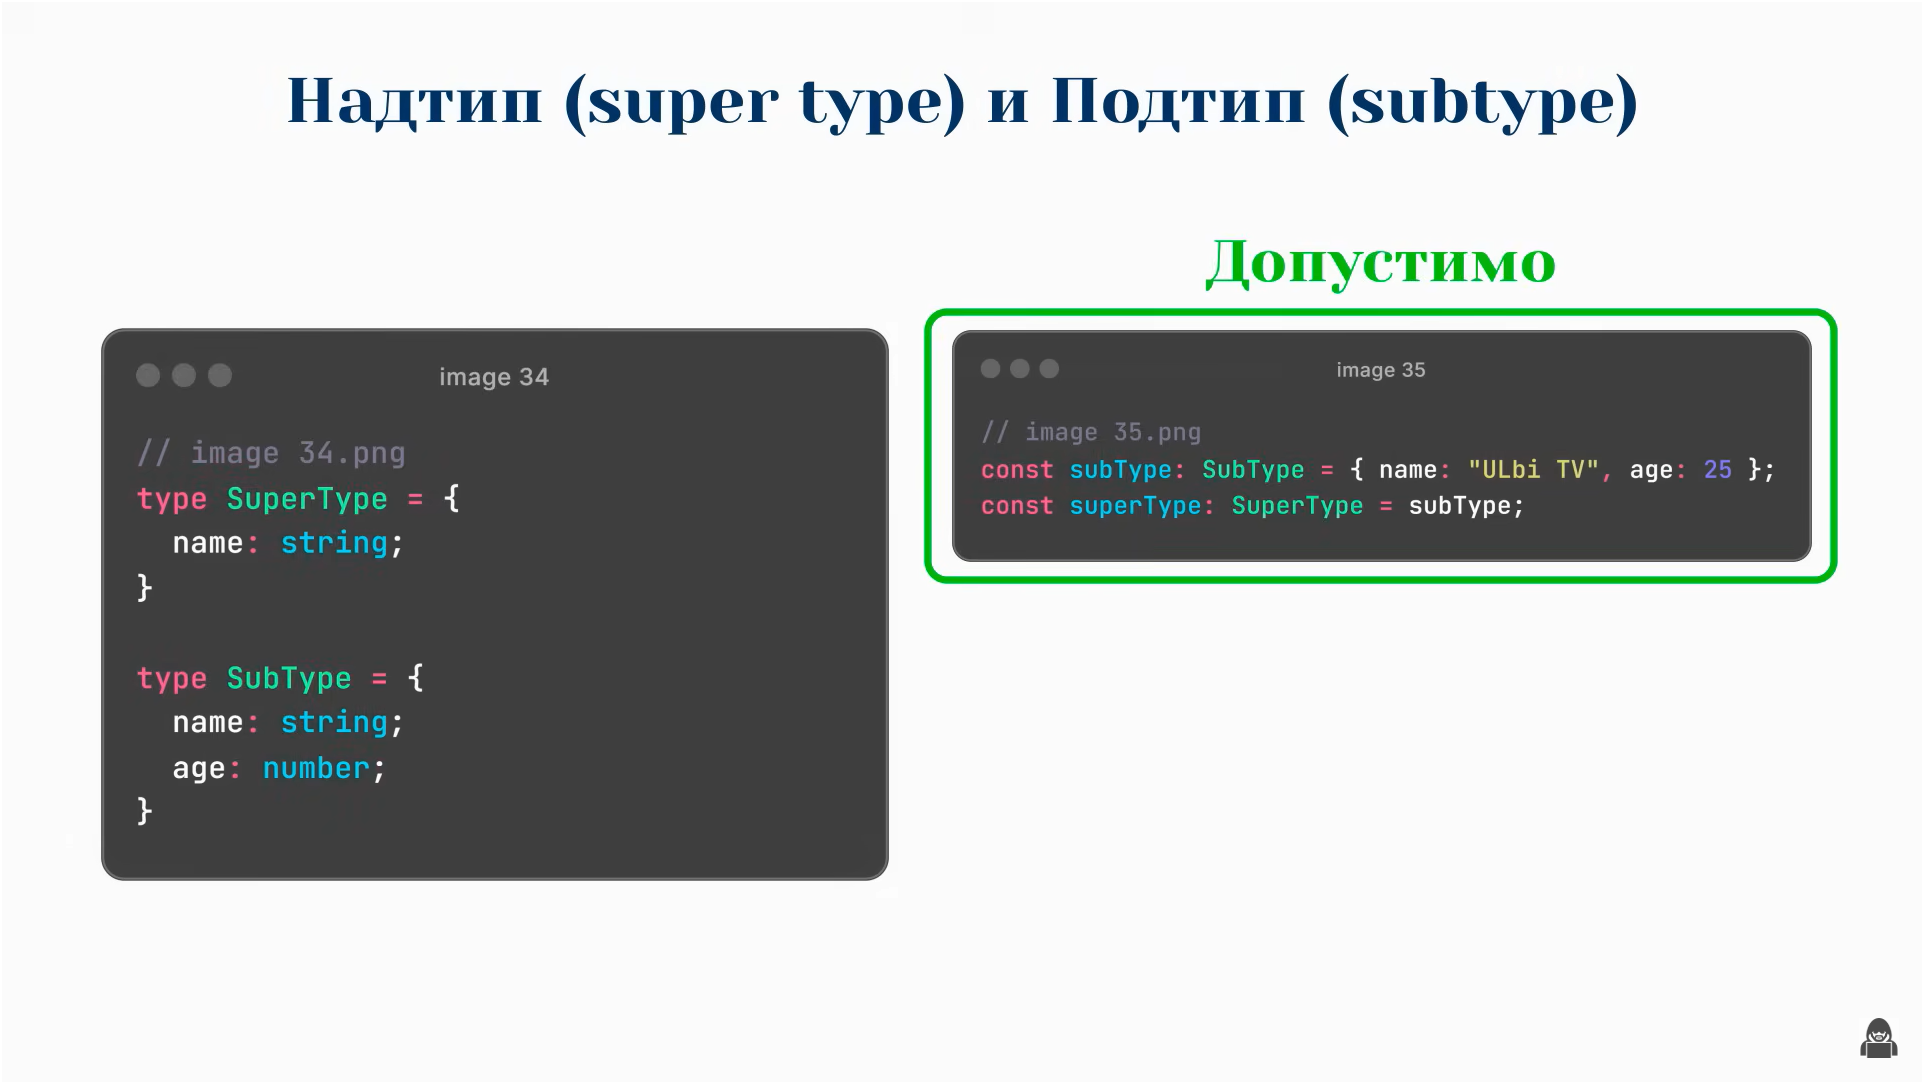 Надтип (super type) и Подтип (subtype)
Допустимо
image 34
// image 34.png
type SuperType = {
  name: string;
}
type SubType = {
  name: string;
  age: number;
}
image 35
// image 35.png
const subType: SubType = { name: "ULbi TV", age: 25 };
const superType: SuperType = subType;